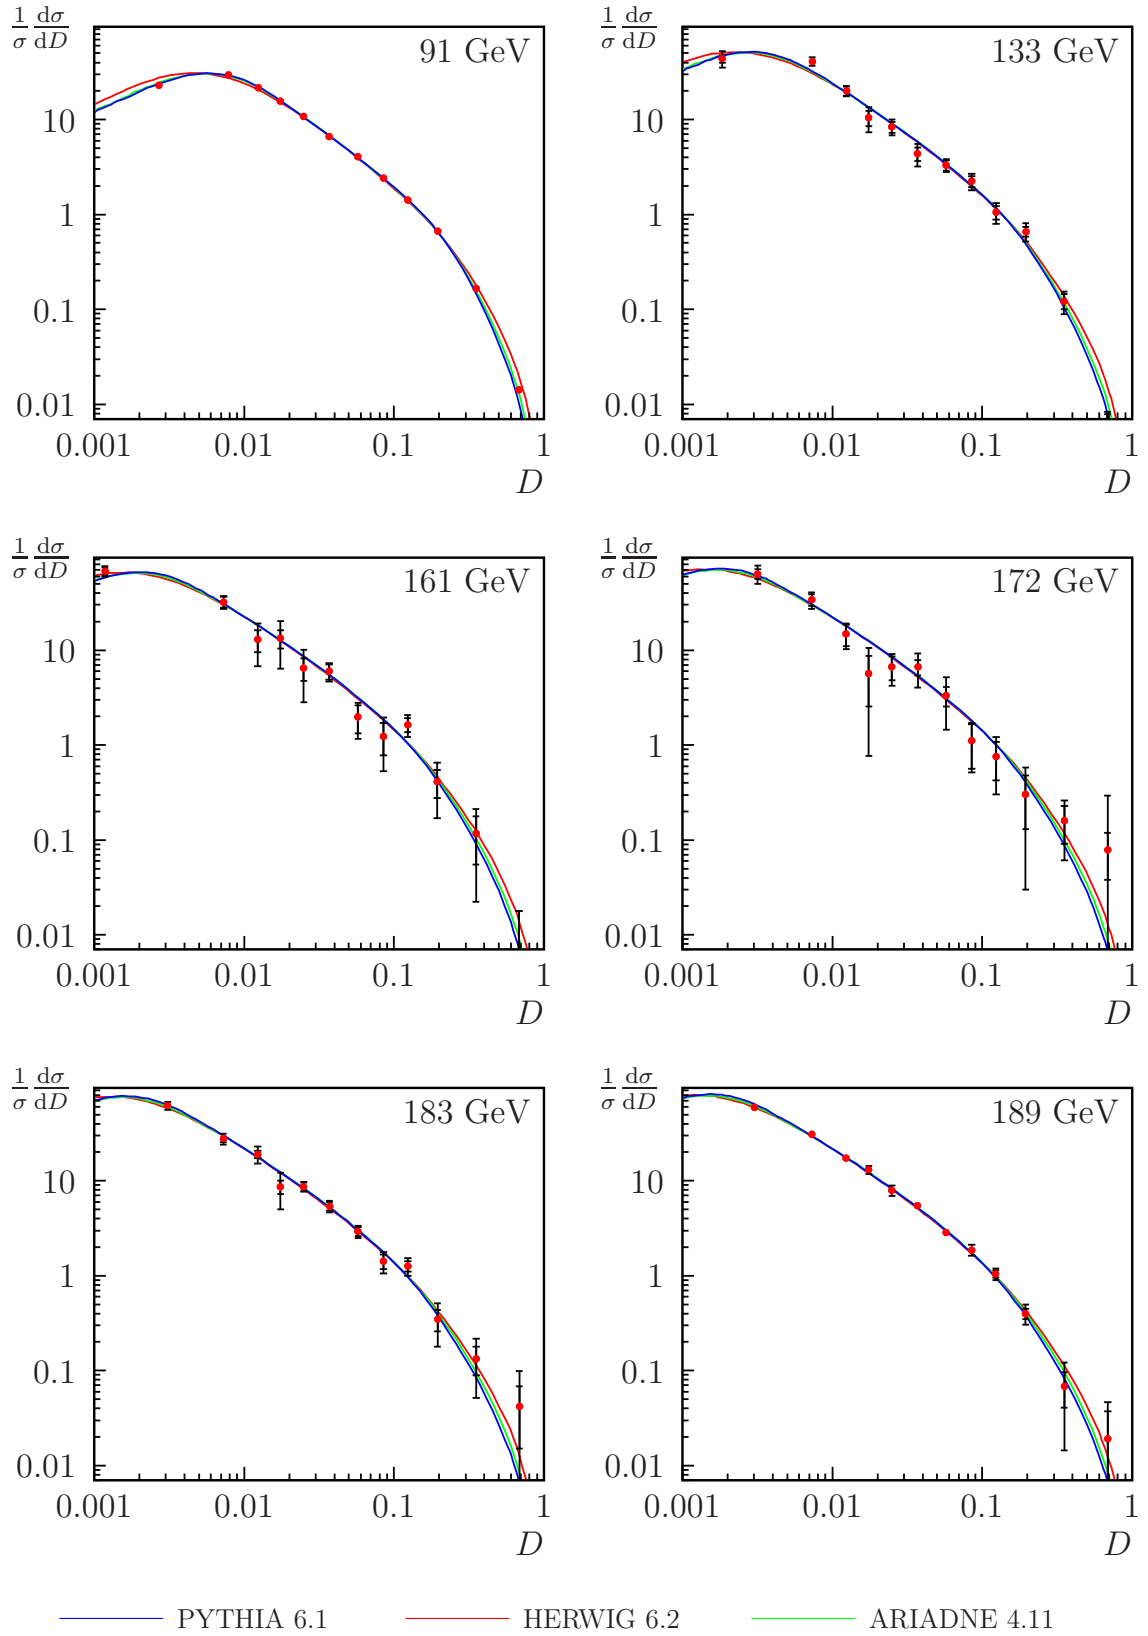 1/σ dσ/dD 91 GeV
10
1
0.1
0.01
0.001 0.01 0.1 1
D
1/σ dσ/dD 133 GeV
10
1
0.1
0.01
0.001 0.01 0.1 1
D
1/σ dσ/dD 161 GeV
10
1
0.1
0.01
0.001 0.01 0.1 1
D
1/σ dσ/dD 172 GeV
10
1
0.1
0.01
0.001 0.01 0.1 1
D
1/σ dσ/dD 183 GeV
10
1
0.1
0.01
0.001 0.01 0.1 1
D
1/σ dσ/dD 189 GeV
10
1
0.1
0.01
0.001 0.01 0.1 1
D
PYTHIA 6.1 HERWIG 6.2 ARIADNE 4.11